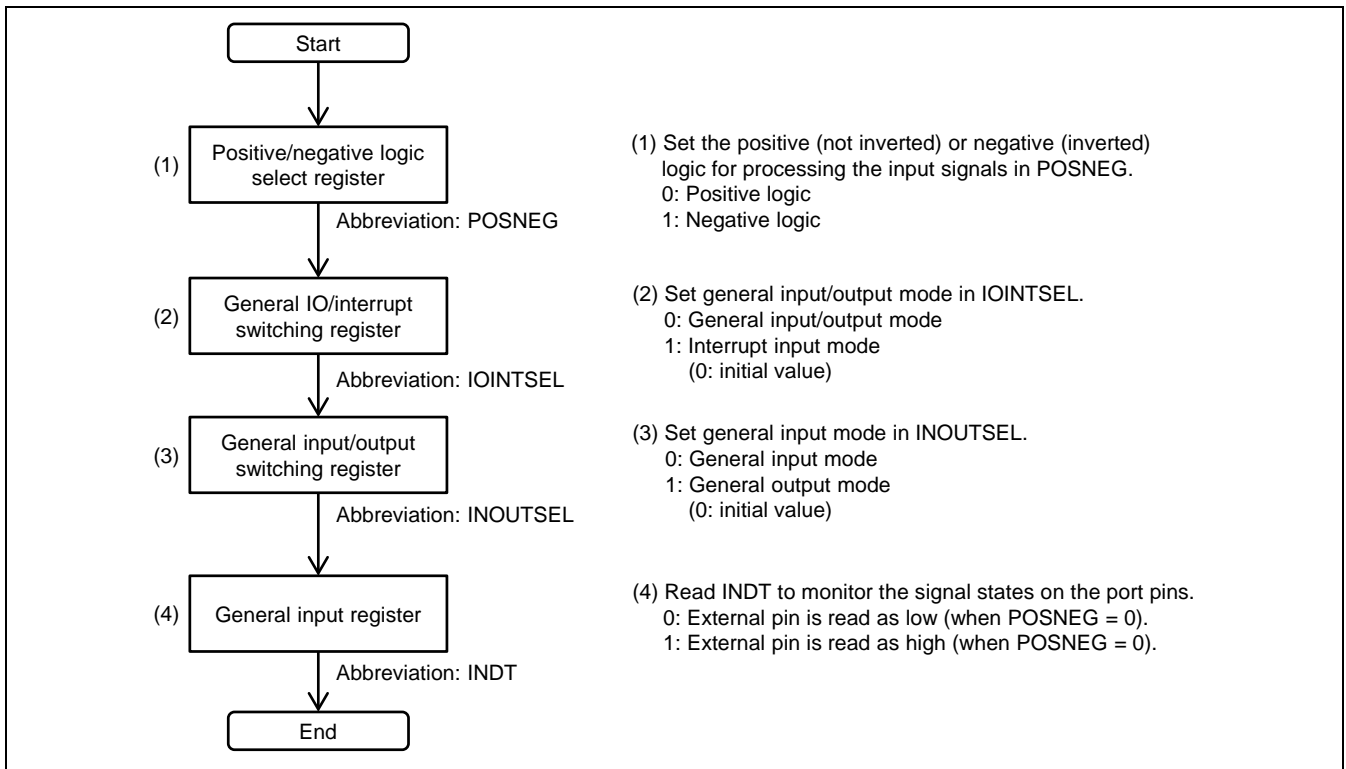 Start
(1)
Positive/negative logic
select register
Abbreviation: POSNEG
(1) Set the positive (not inverted) or negative (inverted)
logic for processing the input signals in POSNEG.
0: Positive logic
1: Negative logic
(2)
General IO/interrupt
switching register
Abbreviation: IOINTSEL
(2) Set general input/output mode in IOINTSEL.
0: General input/output mode
1: Interrupt input mode
(0: initial value)
(3)
General input/output
switching register
Abbreviation: INOUTSEL
(3) Set general input mode in INOUTSEL.
0: General input mode
1: General output mode
(0: initial value)
(4)
General input register
Abbreviation: INDT
(4) Read INDT to monitor the signal states on the port pins.
0: External pin is read as low (when POSNEG = 0).
1: External pin is read as high (when POSNEG = 0).
End